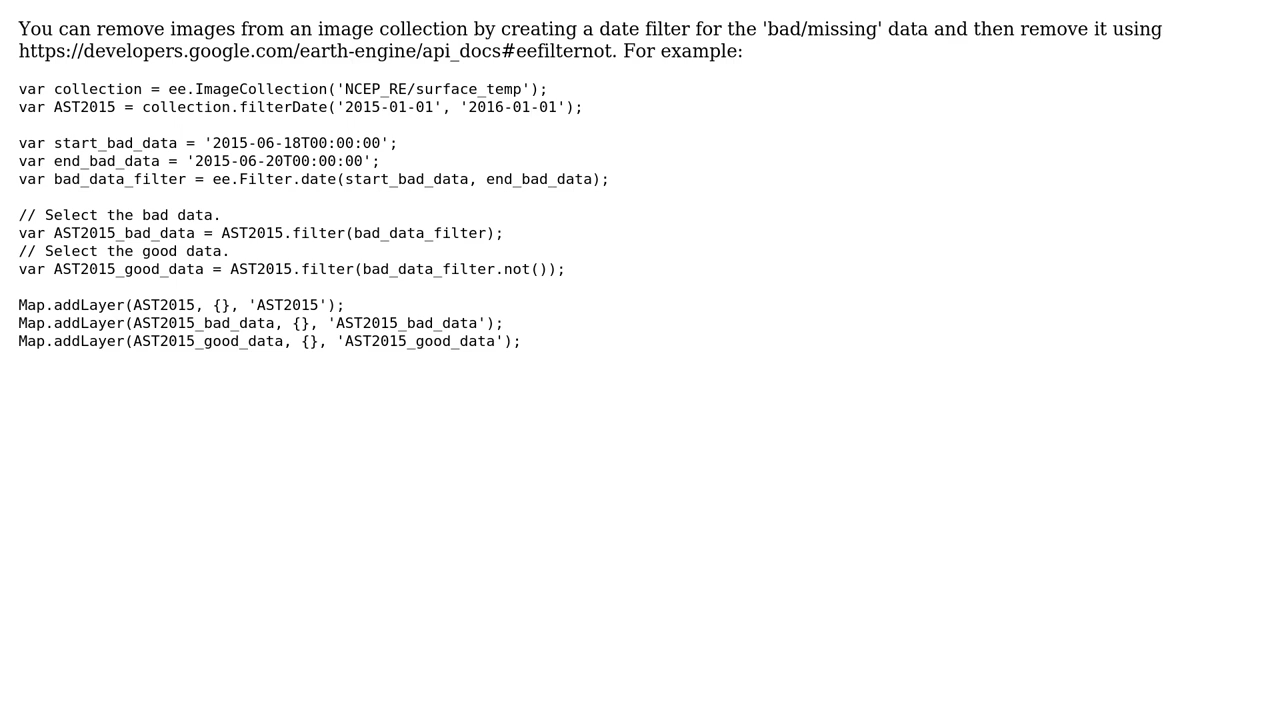 You can remove images from an image collection by creating a date filter for the 'bad/missing' data and then remove it using
https://developers.google.com/earth-engine/api_docs#eefilternot. For example:
var collection = ee.ImageCollection('NCEP_RE/surface_temp');
var AST2015 = collection.filterDate('2015-01-01', '2016-01-01');
var start_bad_data = '2015-06-18T00:00:00';
var end_bad_data = '2015-06-20T00:00:00';
var bad_data_filter = ee.Filter.date(start_bad_data, end_bad_data);
// Select the bad data.
var AST2015_bad_data = AST2015.filter(bad_data_filter);
// Select the good data.
var AST2015_good_data = AST2015.filter(bad_data_filter.not());
Map.addLayer(AST2015, {}, 'AST2015');
Map.addLayer(AST2015_bad_data, {}, 'AST2015_bad_data');
Map.addLayer(AST2015_good_data, {}, 'AST2015_good_data');